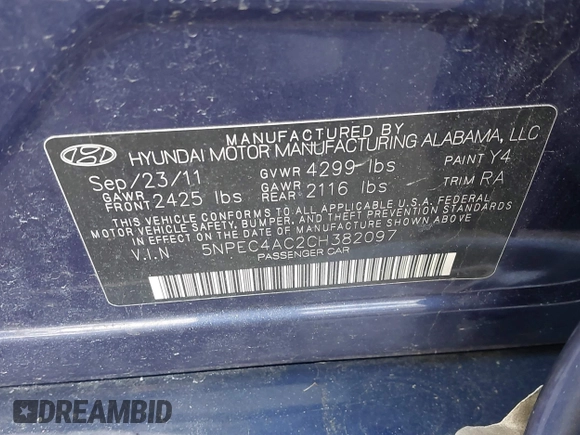 MANUFACTURED BY
HYUNDAI MOTOR MANUFACTURING ALABAMA, LLC
Sep/23/11 GVWR 4299 lbs PAINT Y4
GAWR FRONT 2425 lbs GAWR REAR 2116 lbs TRIM RA
THIS VEHICLE CONFORMS TO ALL APPLICABLE U.S.A. FEDERAL
MOTOR VEHICLE SAFETY, BUMPER, AND THEFT PREVENTION STANDARDS
IN EFFECT ON THE DATE OF MANUFACTURE SHOWN ABOVE.
V.I.N 5NPEC4AC2CH382097
PASSENGER CAR
DREAMBID